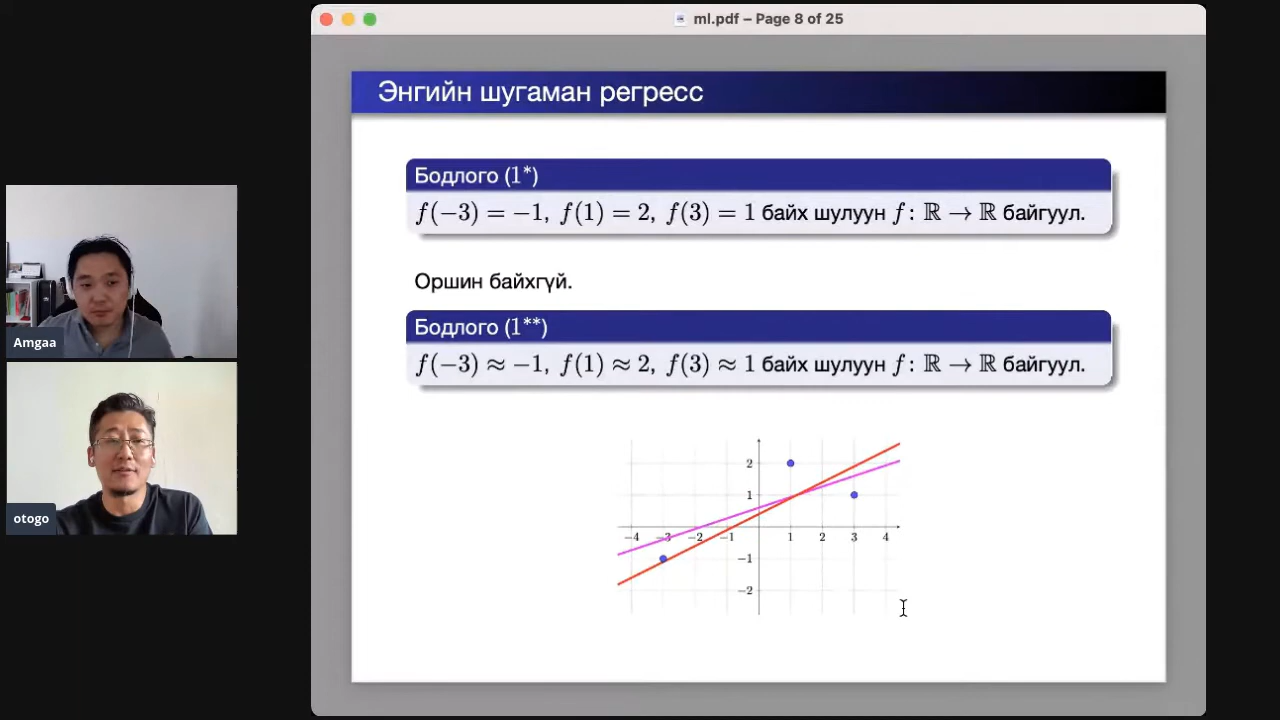 ml.pdf – Page 8 of 25
Энгийн шугаман регресс
Бодлого (1*)
f(−3) = −1, f(1) = 2, f(3) = 1 байх шулуун f: ℝ → ℝ байгуул.
Оршин байхгүй.
Бодлого (1**)
f(−3) ≈ −1, f(1) ≈ 2, f(3) ≈ 1 байх шулуун f: ℝ → ℝ байгуул.
2
1
−4 −3 −2 −1 1 2 3 4
−1
−2
Amgaa
otogo